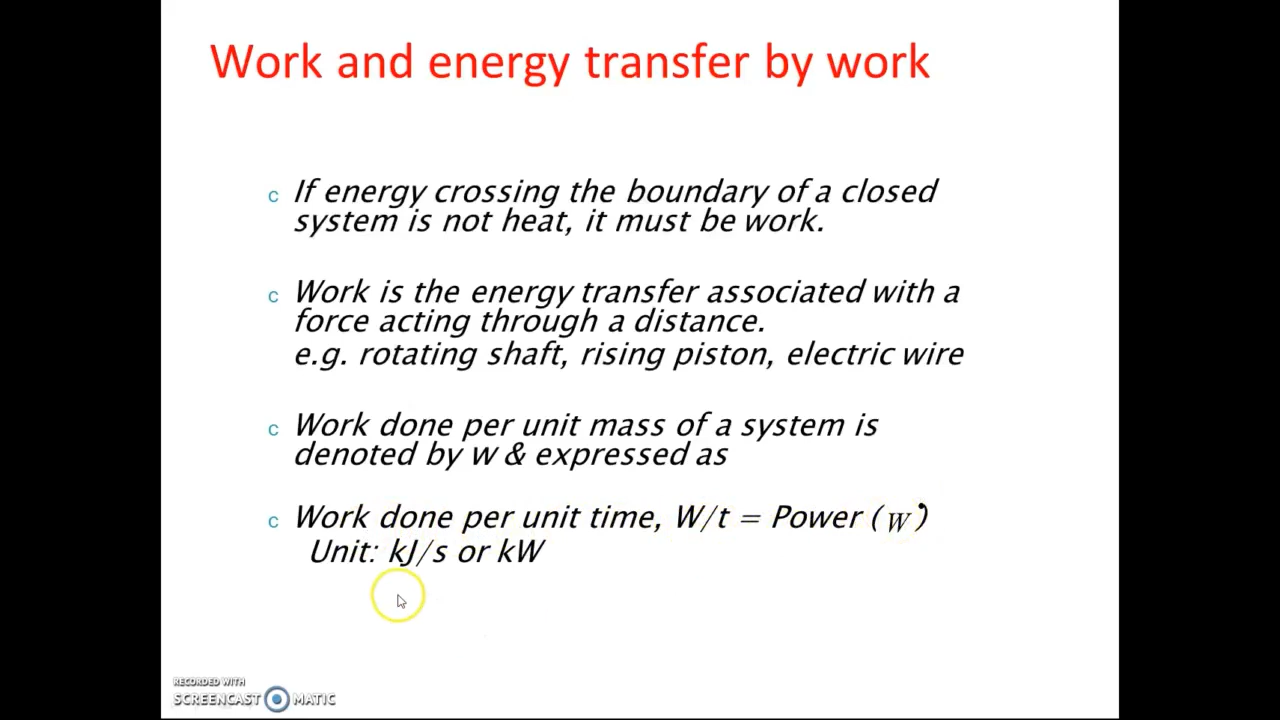 Work and energy transfer by work
c If energy crossing the boundary of a closed
system is not heat, it must be work.
c Work is the energy transfer associated with a
force acting through a distance.
e.g. rotating shaft, rising piston, electric wire
c Work done per unit mass of a system is
denoted by w & expressed as
c Work done per unit time, W/t = Power (W•)
Unit: kJ/s or kW
RECORDED WITH
SCREENCAST MATIC